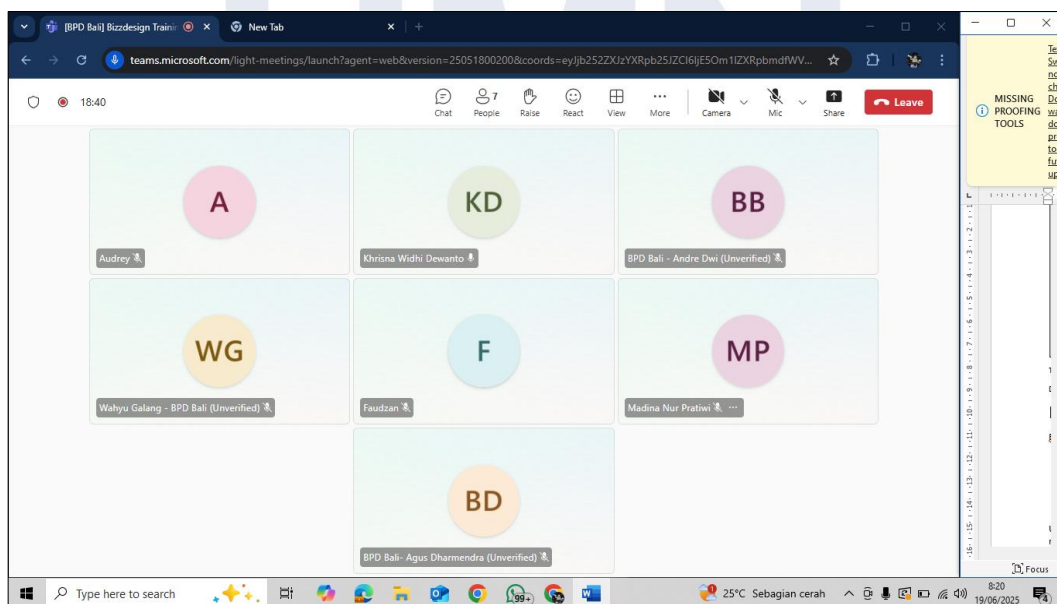 [BPD Bali] Bizzdesign Trainin
New Tab
teams.microsoft.com/light-meetings/launch?agent=web&version=25051800200&coords=eyJjb252ZXJzYXRpb25JZCI6IjE5Om1lZXRpbmdfWV...
18:40
Chat
7
People
Raise
React
View
More
Camera
Mic
Share
Leave
MISSING PROOFING TOOLS
A
Audrey
KD
Khrisna Widhi Dewanto
BB
BPD Bali - Andre Dwi (Unverified)
WG
Wahyu Galang - BPD Bali (Unverified)
F
Faudzan
MP
Madina Nur Pratiwi
BD
BPD Bali- Agus Dharmendra (Unverified)
Focus
Type here to search
99+
25°C Sebagian cerah
8:20
19/06/2025
4